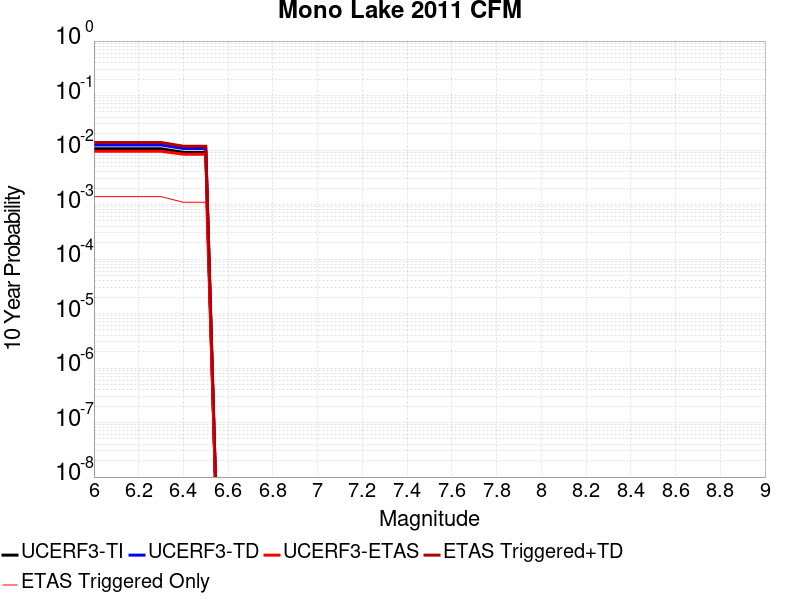 Mono Lake 2011 CFM
10^0
10^-1
10^-2
10^-3
10^-4
10^-5
10^-6
10^-7
10^-8
10 Year Probability
6 6.2 6.4 6.6 6.8 7 7.2 7.4 7.6 7.8 8 8.2 8.4 8.6 8.8 9
Magnitude
UCERF3-TI UCERF3-TD UCERF3-ETAS ETAS Triggered+TD
ETAS Triggered Only